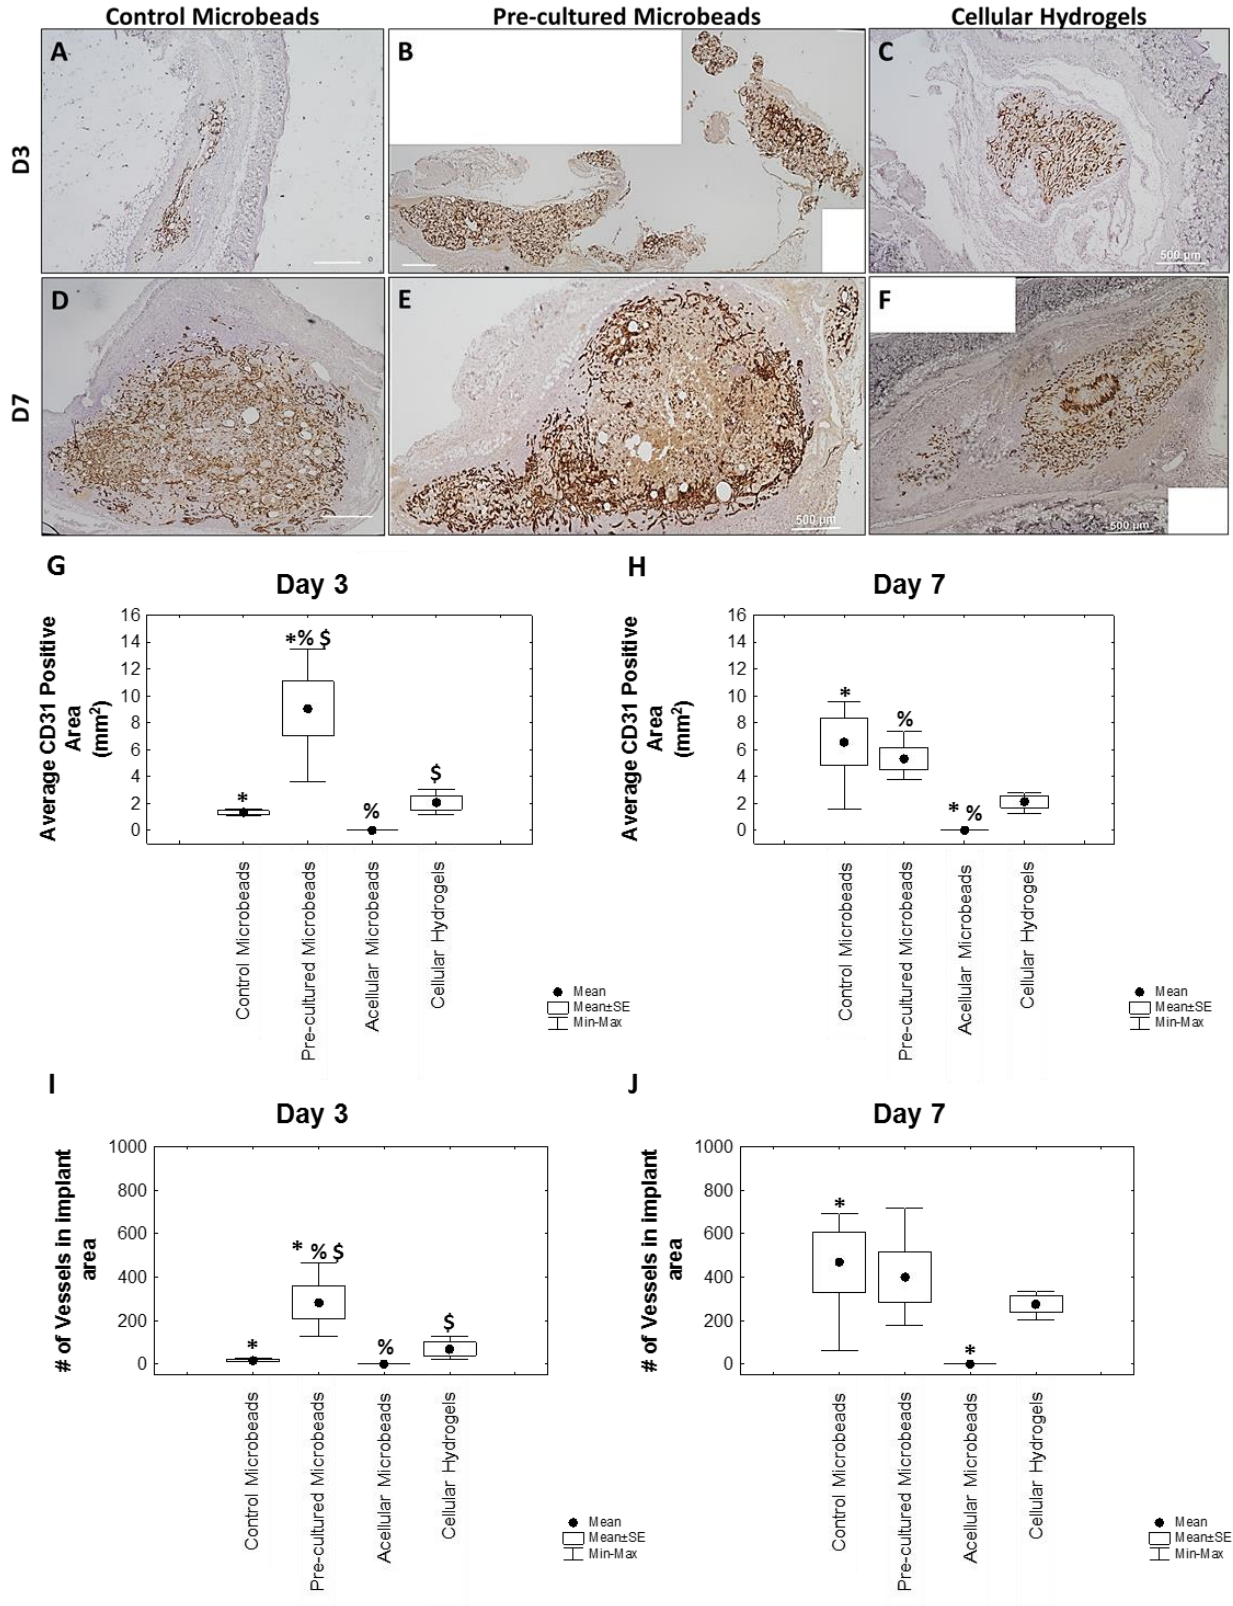 Control Microbeads
Pre-cultured Microbeads
Cellular Hydrogels
D3
A
B
C
500 µm
D7
D
E
F
500 µm
500 µm
G
Day 3
Average CD31 Positive
Area
(mm²)
16
14
12
10
8
6
4
2
0
*
*% $
%
$
Control Microbeads
Pre-cultured Microbeads
Acellular Microbeads
Cellular Hydrogels
Mean
Mean±SE
Min-Max
H
Day 7
Average CD31 Positive
Area
(mm²)
16
14
12
10
8
6
4
2
0
*
%
* %
Control Microbeads
Pre-cultured Microbeads
Acellular Microbeads
Cellular Hydrogels
Mean
Mean±SE
Min-Max
I
Day 3
# of Vessels in implant
area
1000
800
600
400
200
0
*
* % $
%
$
Control Microbeads
Pre-cultured Microbeads
Acellular Microbeads
Cellular Hydrogels
Mean
Mean±SE
Min-Max
J
Day 7
# of Vessels in implant
area
1000
800
600
400
200
0
*
*
Control Microbeads
Pre-cultured Microbeads
Acellular Microbeads
Cellular Hydrogels
Mean
Mean±SE
Min-Max